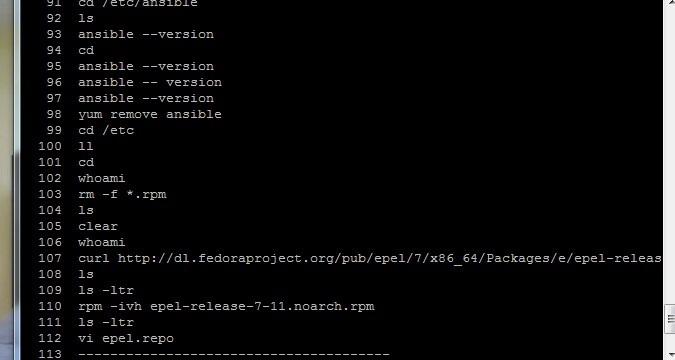 91 cd /etc/ansible
92 ls
93 ansible --version
94 cd
95 ansible --version
96 ansible -- version
97 ansible --version
98 yum remove ansible
99 cd /etc
100 ll
101 cd
102 whoami
103 rm -f *.rpm
104 ls
105 clear
106 whoami
107 curl http://dl.fedoraproject.org/pub/epel/7/x86_64/Packages/e/epel-releas
108 ls
109 ls -ltr
110 rpm -ivh epel-release-7-11.noarch.rpm
111 ls -ltr
112 vi epel.repo
113 ---------------------------------------